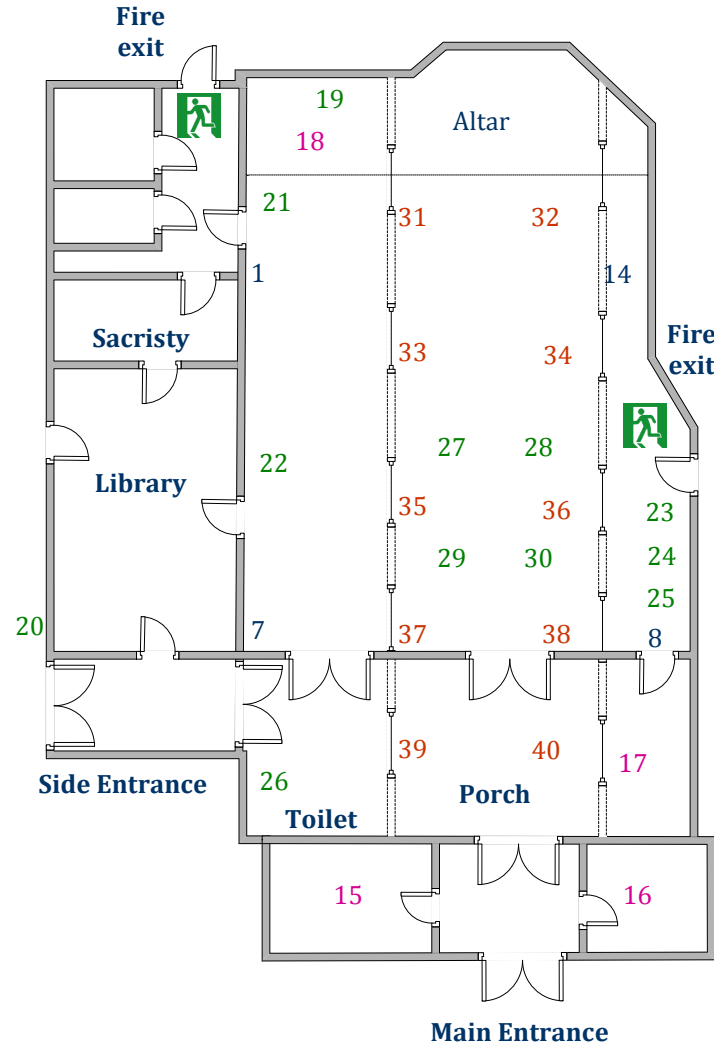 Fire
exit
19
Altar
18
21
31
32
1
14
Sacristy
33
34
Fire
exit
22
27
28
Library
35
36
23
29
30
24
25
20
7
37
38
8
39
40
17
Side Entrance
26
Porch
Toilet
15
16
Main Entrance